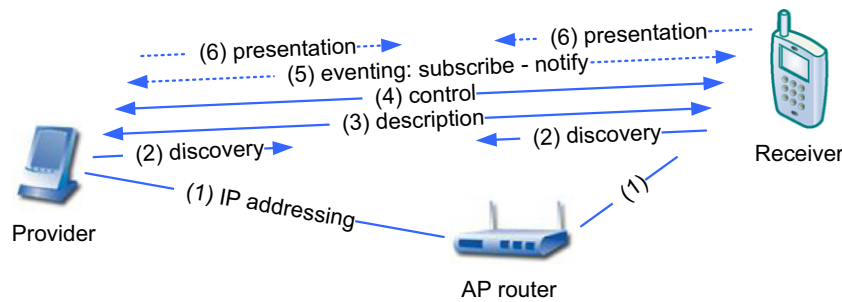 (6) presentation
(6) presentation
(5) eventing: subscribe - notify
(4) control
(3) description
(2) discovery
(2) discovery
Receiver
(1) IP addressing
(1)
Provider
AP router